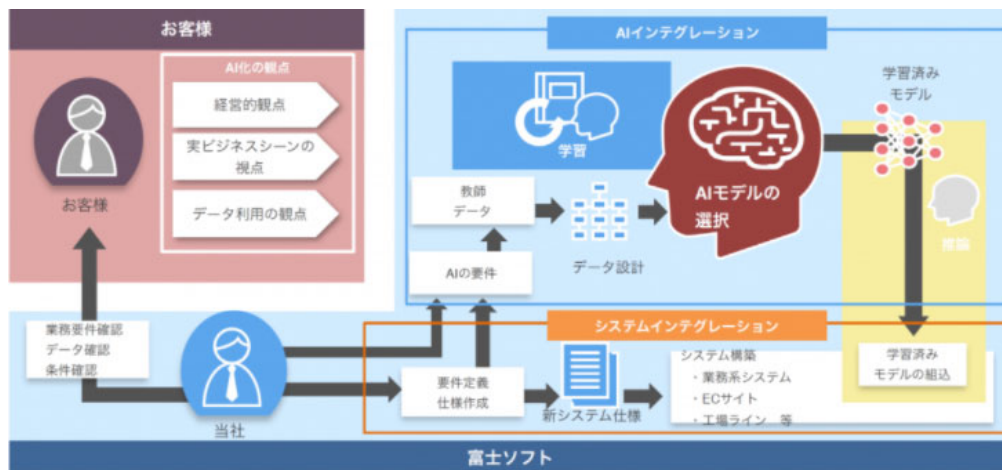 お客様
AI化の観点
経営的観点
実ビジネスシーンの
視点
データ利用の観点
お客様
業務要件確認
データ確認
条件確認
当社
AIインテグレーション
学習
教師
データ
AIの要件
データ設計
AIモデルの
選択
学習済み
モデル
推論
システムインテグレーション
要件定義
仕様作成
新システム仕様
システム構築
・業務系システム
・ECサイト
・工場ライン 等
学習済み
モデルの組込
富士ソフト